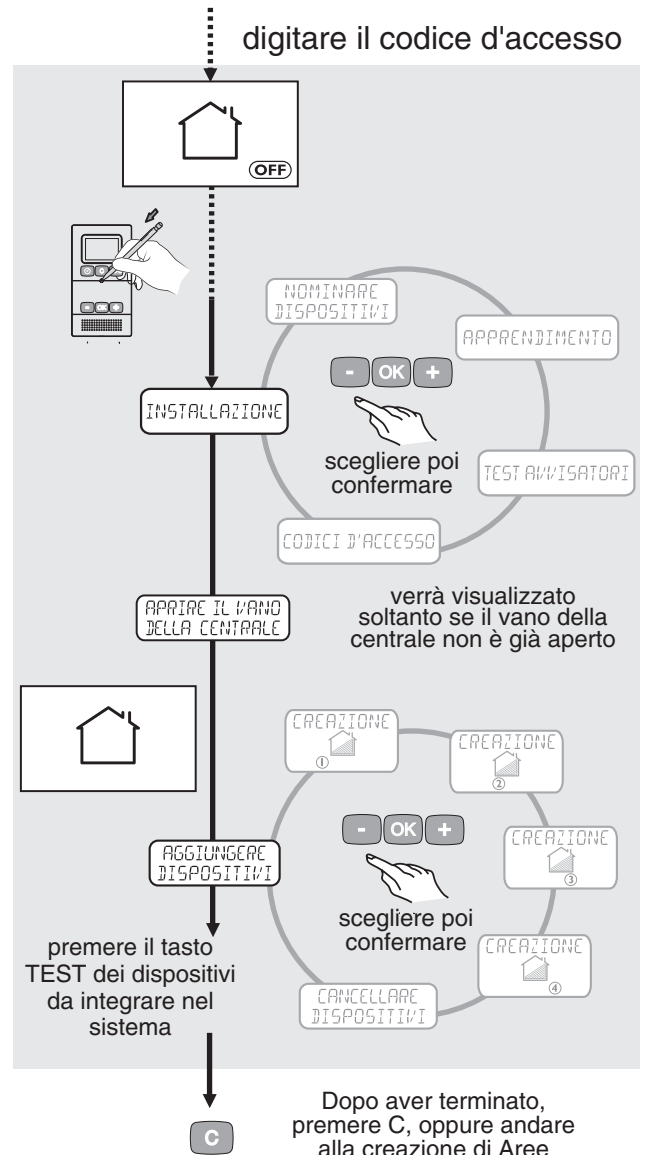 digitare il codice d'accesso
OFF
NOMINARE
DISPOSITIVI
APPRENDIMENTO
- OK +
INSTALLAZIONE
scegliere poi
confermare
TEST AVVISATORI
CODICI D'ACCESSO
APRIRE IL VANO
DELLA CENTRALE
verrà visualizzato
soltanto se il vano della
centrale non è già aperto
CREAZIONE
1
CREAZIONE
2
- OK +
CREAZIONE
3
AGGIUNGERE
DISPOSITIVI
scegliere poi
confermare
CREAZIONE
4
CANCELLARE
DISPOSITIVI
premere il tasto
TEST dei dispositivi
da integrare nel
sistema
C
Dopo aver terminato,
premere C, oppure andare
alla creazione di Aree